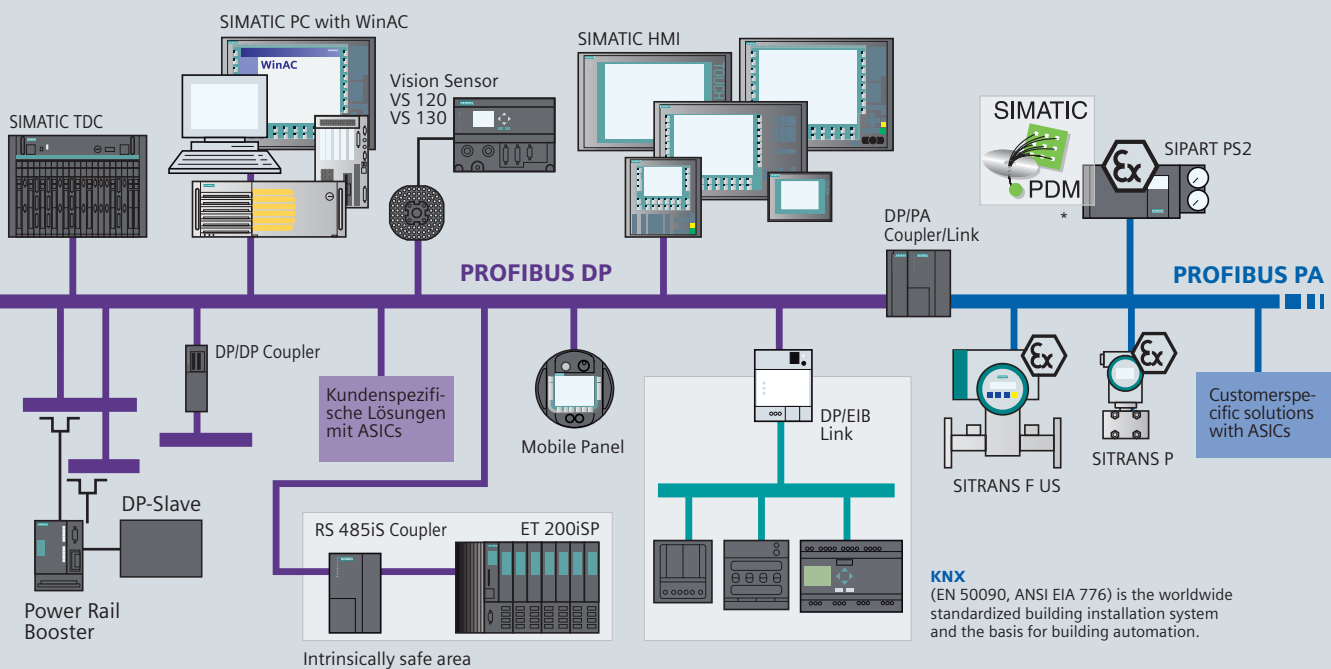 SIMATIC PC with WinAC
WinAC
SIMATIC TDC
Vision Sensor
VS 120
VS 130
SIMATIC HMI
TOUCH
SIMATIC
PDM
*
Ex
SIPART PS2
DP/PA
Coupler/Link
PROFIBUS DP
PROFIBUS PA
DP/DP Coupler
Kundenspezifi-
sche Lösungen
mit ASICs
Mobile Panel
DP/EIB
Link
Ex
SITRANS F US
Ex
SITRANS P
Customerspe-
cific solutions
with ASICs
DP-Slave
Power Rail
Booster
RS 485iS Coupler
ET 200iSP
Intrinsically safe area
KNX
(EN 50090, ANSI EIA 776) is the worldwide
standardized building installation system
and the basis for building automation.